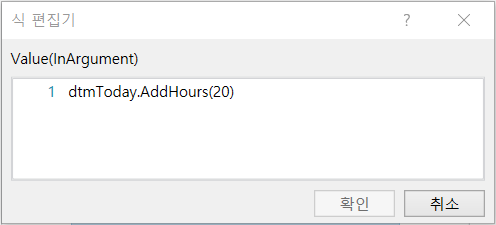 식 편집기
?
Value(InArgument)
1 dtmToday.AddHours(20)
확인 취소